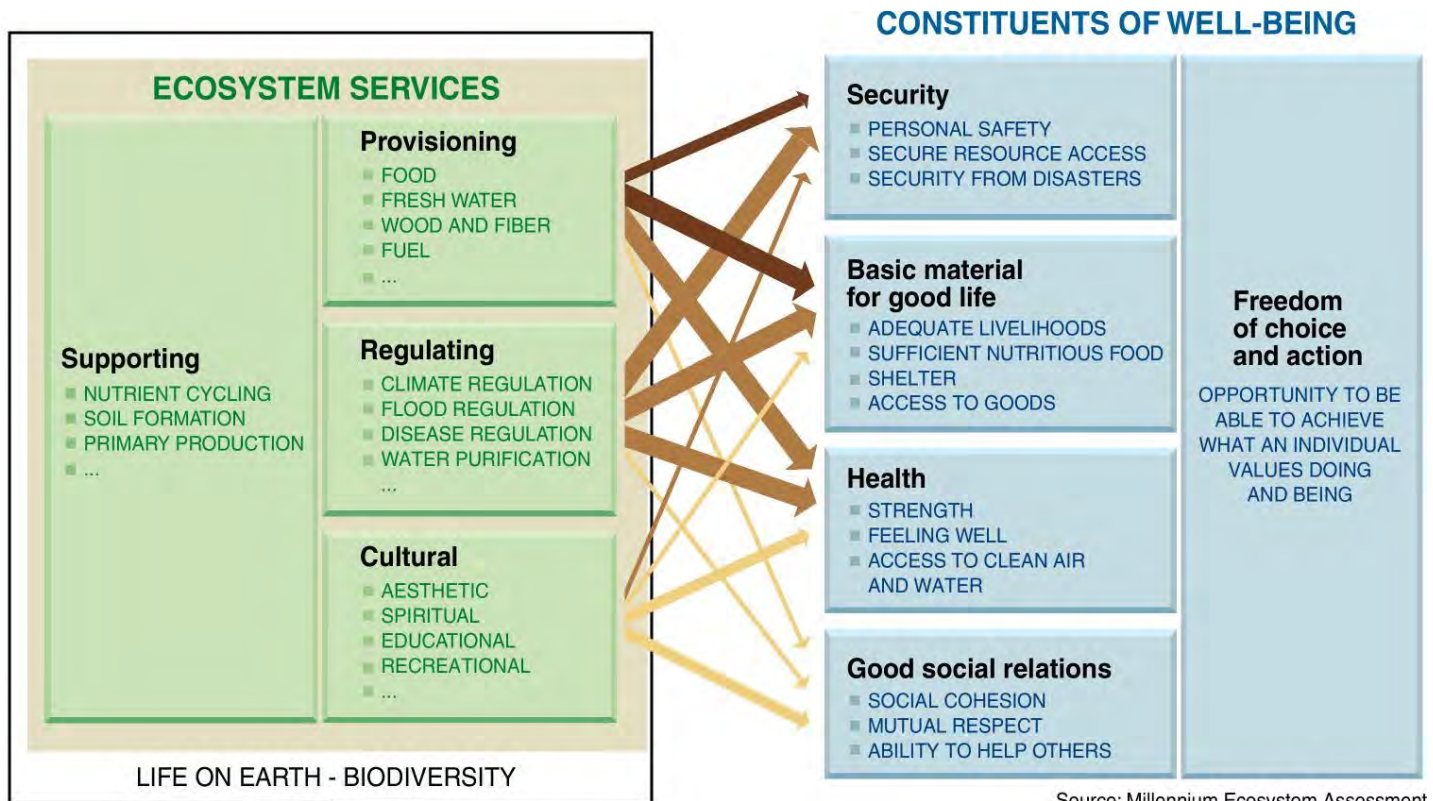 CONSTITUENTS OF WELL-BEING
ECOSYSTEM SERVICES
Supporting
NUTRIENT CYCLING
SOIL FORMATION
PRIMARY PRODUCTION
...
Provisioning
FOOD
FRESH WATER
WOOD AND FIBER
FUEL
...
Regulating
CLIMATE REGULATION
FLOOD REGULATION
DISEASE REGULATION
WATER PURIFICATION
...
Cultural
AESTHETIC
SPIRITUAL
EDUCATIONAL
RECREATIONAL
...
LIFE ON EARTH - BIODIVERSITY
Security
PERSONAL SAFETY
SECURE RESOURCE ACCESS
SECURITY FROM DISASTERS
Basic material
for good life
ADEQUATE LIVELIHOODS
SUFFICIENT NUTRITIOUS FOOD
SHELTER
ACCESS TO GOODS
Health
STRENGTH
FEELING WELL
ACCESS TO CLEAN AIR
AND WATER
Good social relations
SOCIAL COHESION
MUTUAL RESPECT
ABILITY TO HELP OTHERS
Freedom
of choice
and action
OPPORTUNITY TO BE
ABLE TO ACHIEVE
WHAT AN INDIVIDUAL
VALUES DOING
AND BEING
Source: Millennium Ecosystem Assessment